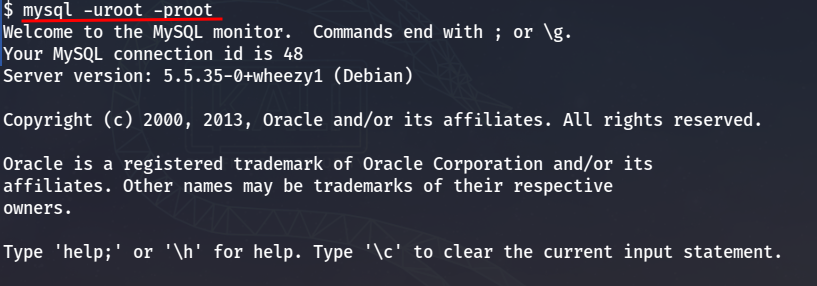 $ mysql -uroot -proot
Welcome to the MySQL monitor.  Commands end with ; or \g.
Your MySQL connection id is 48
Server version: 5.5.35-0+wheezy1 (Debian)
Copyright (c) 2000, 2013, Oracle and/or its affiliates. All rights reserved.
Oracle is a registered trademark of Oracle Corporation and/or its
affiliates. Other names may be trademarks of their respective
owners.
Type 'help;' or '\h' for help. Type '\c' to clear the current input statement.